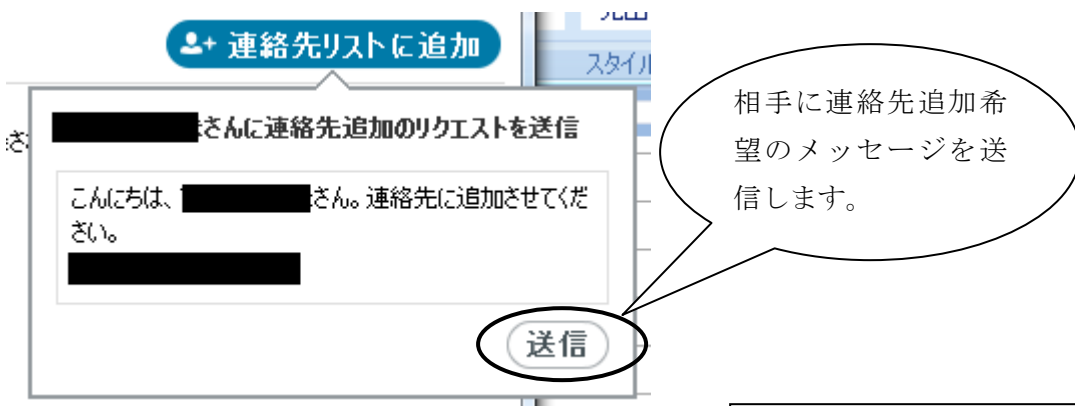 連絡先リストに追加
スタイル
さんに連絡先追加のリクエストを送信
こんにちは、
さん。連絡先に追加させてくだ
さい。
送信
相手に連絡先追加希
望のメッセージを送
信します。